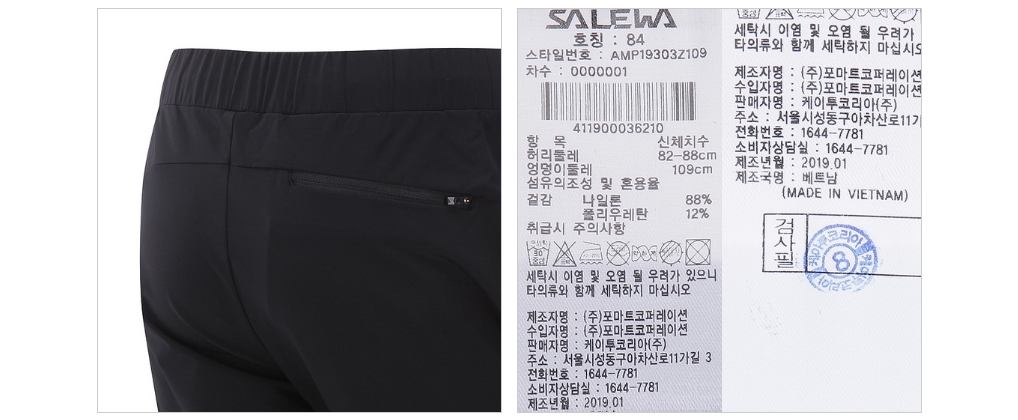 SALEWA
호칭 : 84
스타일번호 : AMP19303Z109
차수 : 0000001
411900036210
항 목 신체치수
허리둘레 82-88cm
엉덩이둘레 109cm
섬유의조성 및 혼용율
겉감 나일론 88%
폴리우레탄 12%
취급시 주의사항
세탁시 이염 및 오염 될 우려가 있으니
타의류와 함께 세탁하지 마십시오
제조자명 : (주)포마트코퍼레이션
수입자명 : (주)포마트코퍼레이션
판매자명 : 케이투코리아(주)
주소 : 서울시성동구아차산로11가길 3
전화번호 : 1644-7781
소비자상담실 : 1644-7781
제조년월 : 2019.01
세탁시 이염 및 오염 될 우려가
타의류와 함께 세탁하지 마십시오
제조자명 : (주)포마트코퍼레이션
수입자명 : (주)포마트코퍼레이션
판매자명 : 케이투코리아(주)
주소 : 서울시성동구아차산로11가
전화번호 : 1644-7781
소비자상담실 : 1644-7781
제조년월 : 2019.01
제조국명 : 베트남
(MADE IN VIETNAM)
검사필
8